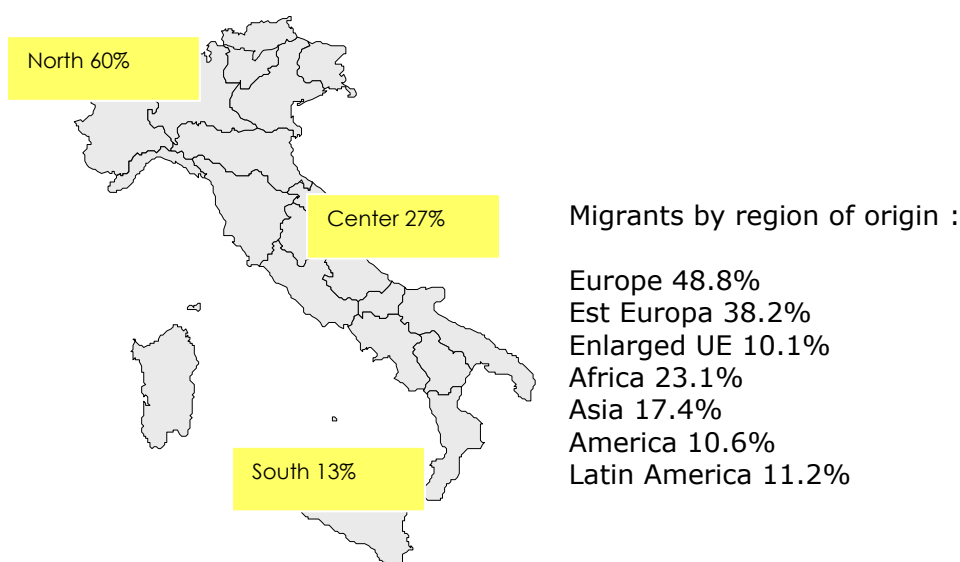 North 60%
Center 27%
South 13%
Migrants by region of origin :
Europe 48.8%
Est Europa 38.2%
Enlarged UE 10.1%
Africa 23.1%
Asia 17.4%
America 10.6%
Latin America 11.2%